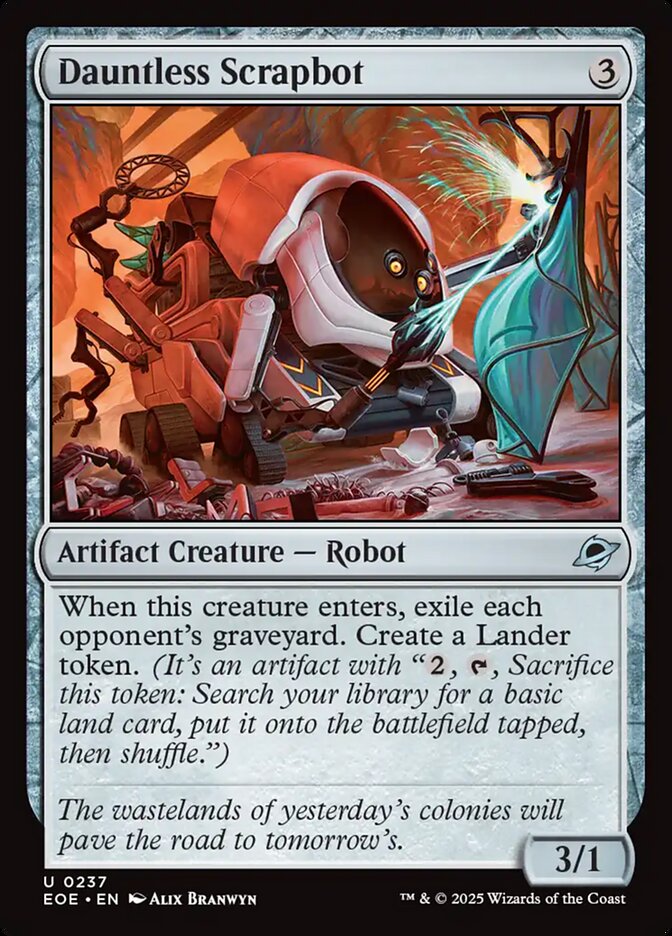 Dauntless Scrapbot 3
Artifact Creature — Robot
When this creature enters, exile each
opponent's graveyard. Create a Lander
token. (It's an artifact with “2, , Sacrifice
this token: Search your library for a basic
land card, put it onto the battlefield tapped,
then shuffle.”)
The wastelands of yesterday's colonies will
pave the road to tomorrow's.
3/1
U 0237
EOE • EN Alix Branwyn ™ & © 2025 Wizards of the Coast